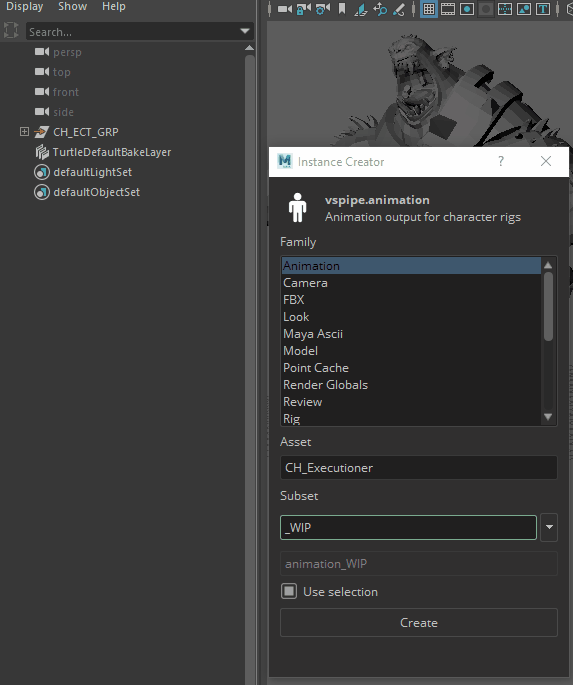 Display Show Help
Search...
persp
top
front
side
CH_ECT_GRP
TurtleDefaultBakeLayer
defaultLightSet
defaultObjectSet
Instance Creator
vspipe.animation
Animation output for character rigs
Family
Animation
Camera
FBX
Look
Maya Ascii
Model
Point Cache
Render Globals
Review
Rig
Asset
CH_Executioner
Subset
_WIP
animation_WIP
Use selection
Create